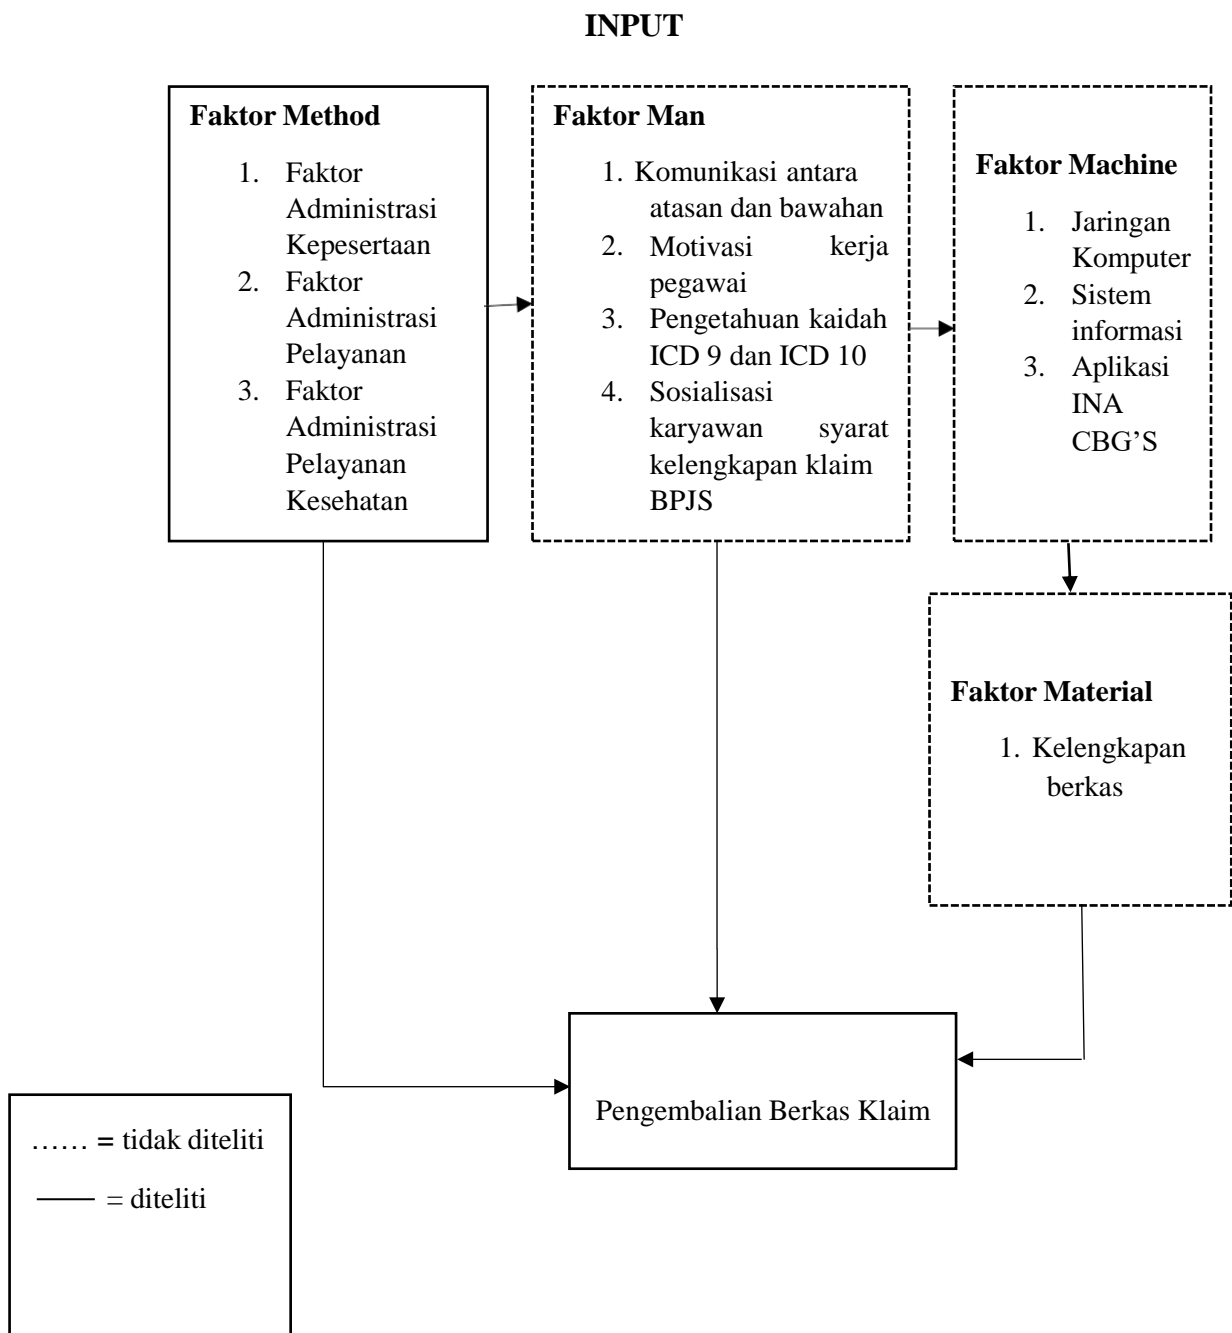 INPUT
Faktor Method
1. Faktor
Administrasi
Kepesertaan
2. Faktor
Administrasi
Pelayanan
3. Faktor
Administrasi
Pelayanan
Kesehatan
Faktor Man
1. Komunikasi antara
atasan dan bawahan
2. Motivasi kerja
pegawai
3. Pengetahuan kaidah
ICD 9 dan ICD 10
4. Sosialisasi
karyawan syarat
kelengkapan klaim
BPJS
Faktor Machine
1. Jaringan
Komputer
2. Sistem
informasi
3. Aplikasi
INA
CBG’S
Faktor Material
1. Kelengkapan
berkas
Pengembalian Berkas Klaim
…… = tidak diteliti
= diteliti